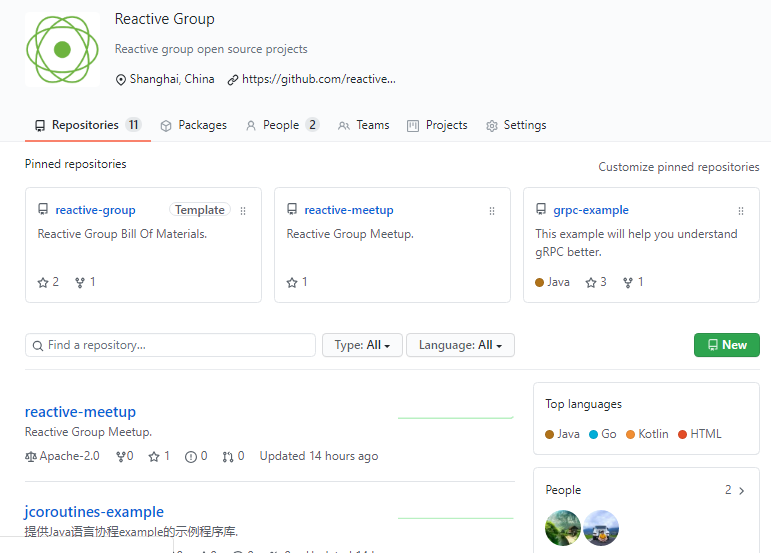 Reactive Group
Reactive group open source projects
Shanghai, China https://github.com/reactive...
Repositories 11 Packages People 2 Teams Projects Settings
Pinned repositories
Customize pinned repositories
reactive-group Template
Reactive Group Bill Of Materials.
2 1
reactive-meetup
Reactive Group Meetup.
1
grpc-example
This example will help you understand
gRPC better.
Java 3 1
Find a repository... Type: All Language: All New
reactive-meetup
Reactive Group Meetup.
Apache-2.0 0 1 0 0 Updated 14 hours ago
jcoroutines-example
提供Java语言协程example的示例程序库.
Top languages
Java Go Kotlin HTML
People 2